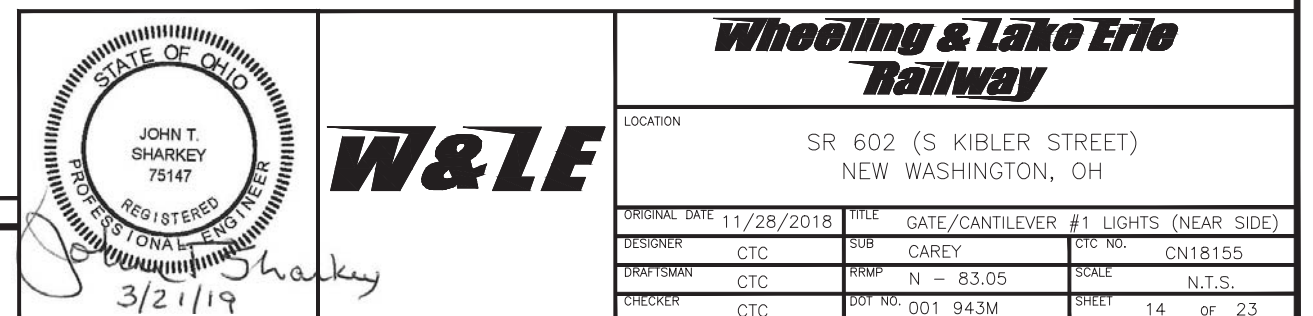 STATE OF OHIO
JOHN T.
SHARKEY
75147
REGISTERED
PROFESSIONAL ENGINEER
John T Sharkey
3/21/19
W&LE
Wheeling & Lake Erie
Railway
LOCATION
SR 602 (S KIBLER STREET)
NEW WASHINGTON, OH
ORIGINAL DATE 11/28/2018 TITLE GATE/CANTILEVER #1 LIGHTS (NEAR SIDE)
DESIGNER CTC SUB CAREY CTC NO. CN18155
DRAFTSMAN CTC RRMP N - 83.05 SCALE N.T.S.
CHECKER CTC DOT NO. 001 943M SHEET 14 OF 23